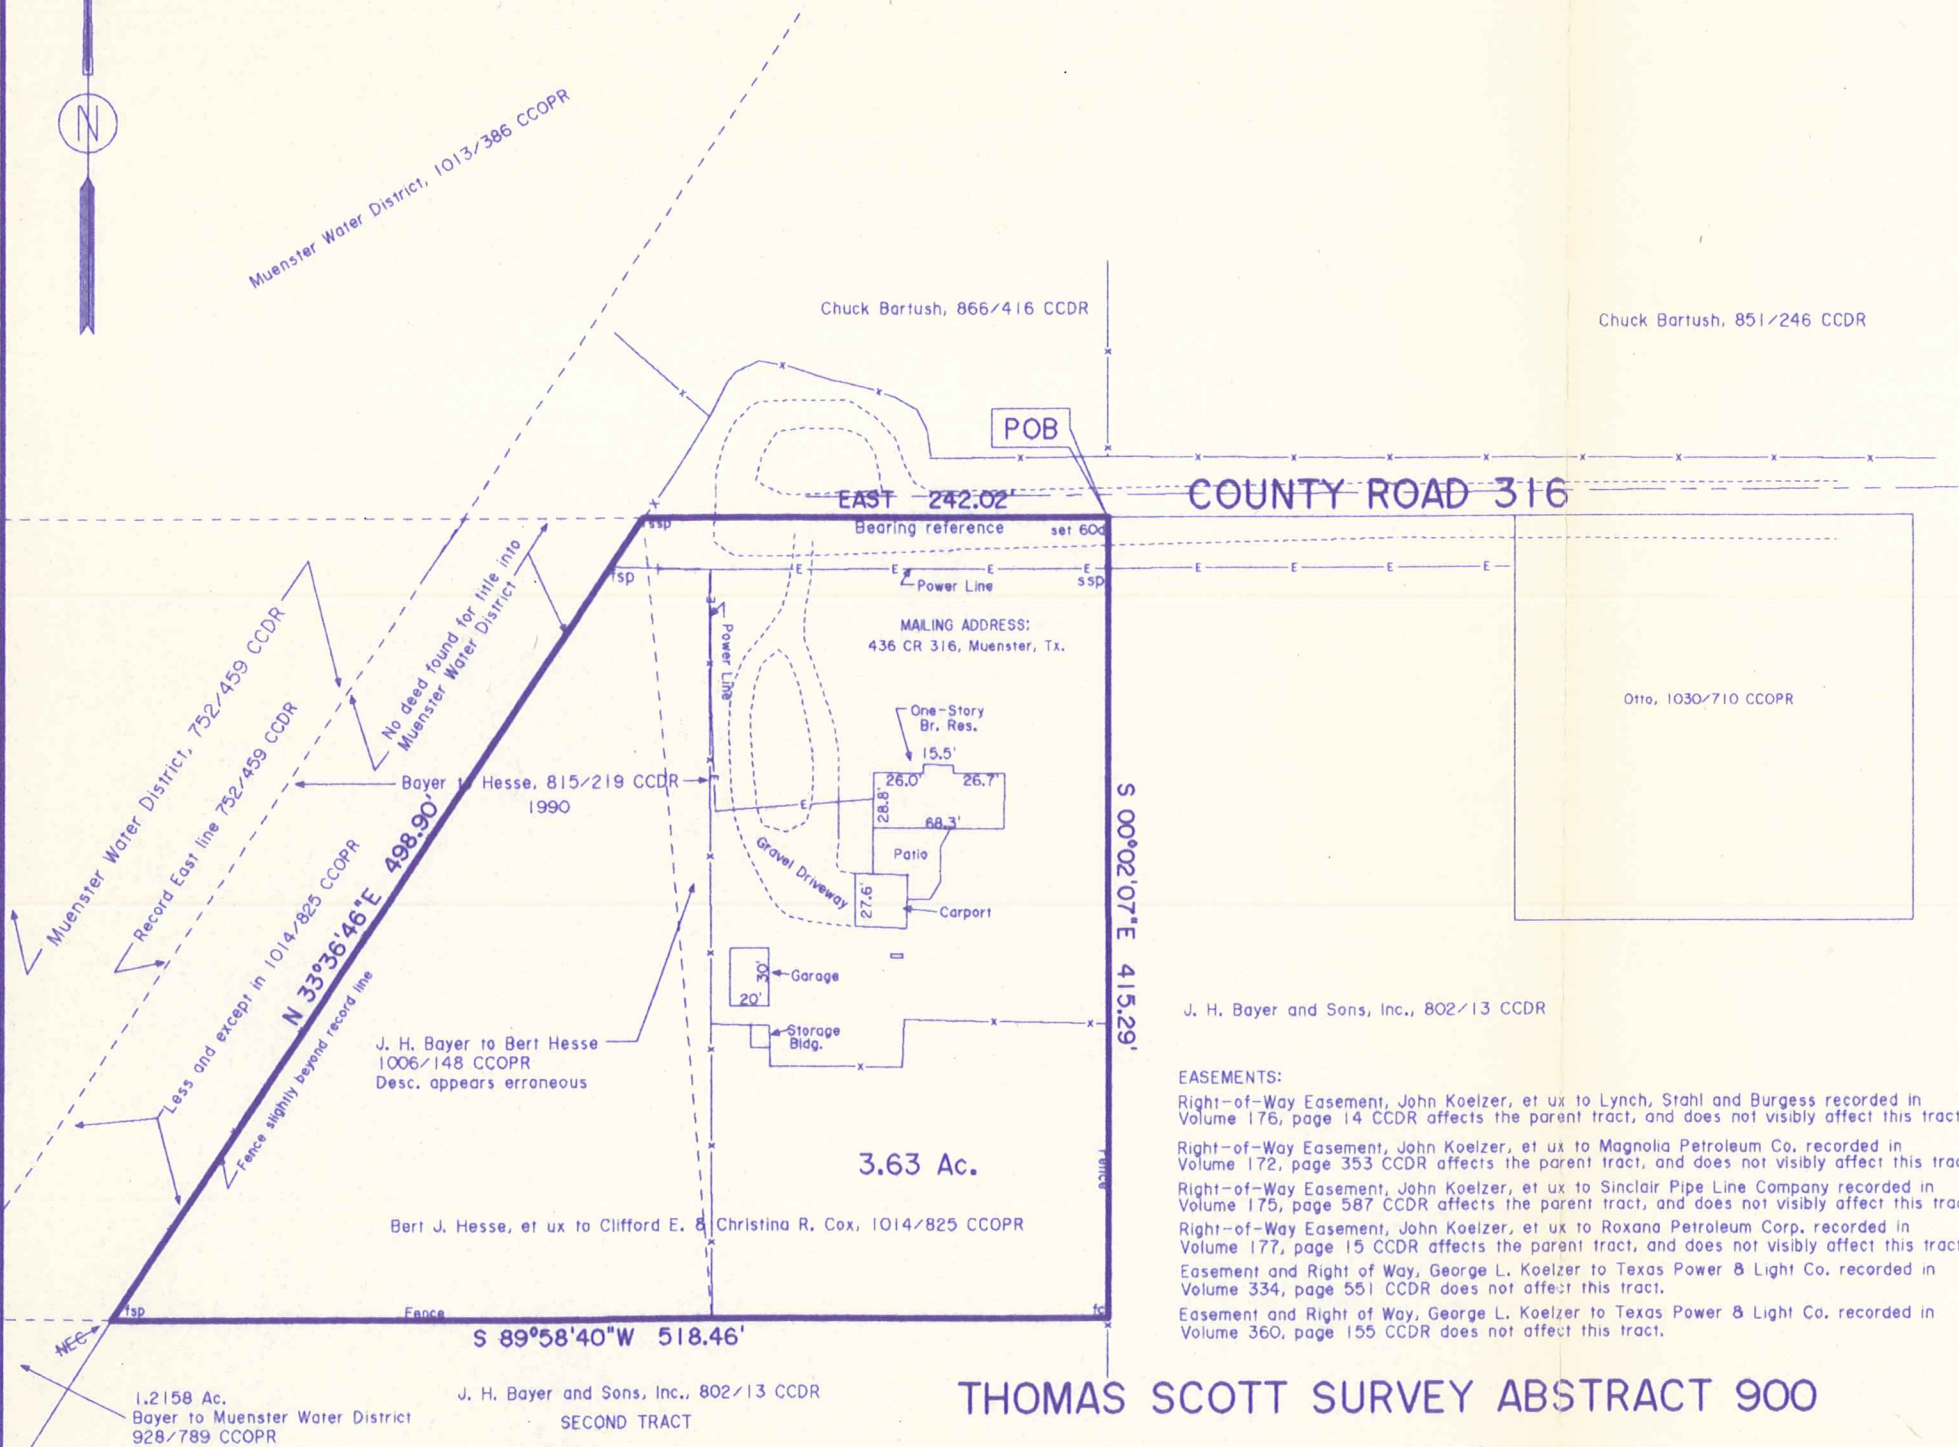 N
Muenster Water District, 1013/386 CCOPR
Chuck Bartush, 866/416 CCDR
Chuck Bartush, 851/246 CCDR
POB
EAST 242.02'
COUNTY ROAD 316
Bearing reference
ssp
set 60d
fsp
Power Line
ssp
No deed found for title into
Muenster Water District
Power Line
MAILING ADDRESS:
436 CR 316, Muenster, Tx.
Muenster Water District, 752/459 CCDR
Record East line 752/459 CCDR
One-Story
Br. Res.
15.5'
26.0'
26.7'
28.8'
68.3'
Otto, 1030/710 CCOPR
Bayer to Hesse, 815/219 CCDR
1990
N 33°36'46"E 498.90'
S 00°02'07"E 415.29'
Patio
Gravel Driveway
27.6'
Carport
Less and except in 1014/825 CCOPR
Fence slightly beyond record line
30'
20'
Garage
Storage
Bldg.
J. H. Bayer to Bert Hesse
1006/148 CCOPR
Desc. appears erroneous
J. H. Bayer and Sons, Inc., 802/13 CCDR
3.63 Ac.
Fence
Bert J. Hesse, et ux to Clifford E. & Christina R. Cox, 1014/825 CCOPR
EASEMENTS:
Right-of-Way Easement, John Koelzer, et ux to Lynch, Stahl and Burgess recorded in
Volume 176, page 14 CCDR affects the parent tract, and does not visibly affect this tract
Right-of-Way Easement, John Koelzer, et ux to Magnolia Petroleum Co. recorded in
Volume 172, page 353 CCDR affects the parent tract, and does not visibly affect this trac
Right-of-Way Easement, John Koelzer, et ux to Sinclair Pipe Line Company recorded in
Volume 175, page 587 CCDR affects the parent tract, and does not visibly affect this trac
Right-of-Way Easement, John Koelzer, et ux to Roxana Petroleum Corp. recorded in
Volume 177, page 15 CCDR affects the parent tract, and does not visibly affect this tract
Easement and Right of Way, George L. Koelzer to Texas Power & Light Co. recorded in
Volume 334, page 551 CCDR does not affect this tract.
Easement and Right of Way, George L. Koelzer to Texas Power & Light Co. recorded in
Volume 360, page 155 CCDR does not affect this tract.
fsp
Fence
fc
NEC
S 89°58'40"W 518.46'
1.2158 Ac.
Bayer to Muenster Water District
928/789 CCOPR
J. H. Bayer and Sons, Inc., 802/13 CCDR
SECOND TRACT
THOMAS SCOTT SURVEY ABSTRACT 900